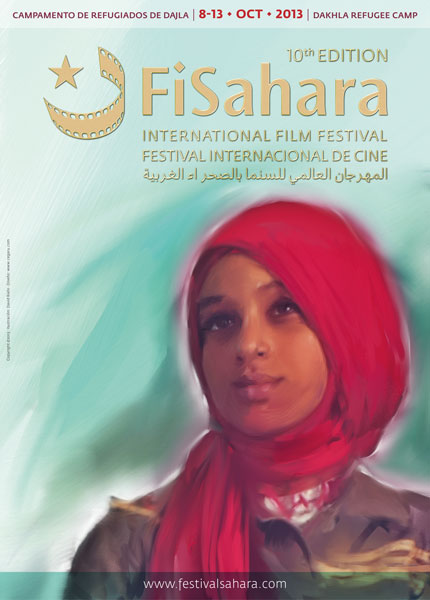 CAMPAMENTO DE REFUGIADOS DE DAJLA | 8-13 • OCT • 2013 | DAKHLA REFUGEE CAMP
10th EDITION
FiSahara
INTERNATIONAL FILM FESTIVAL
FESTIVAL INTERNACIONAL DE CINE
المهرجان العالمي للسنما بالصحراء الغربية
www.festivalsahara.com